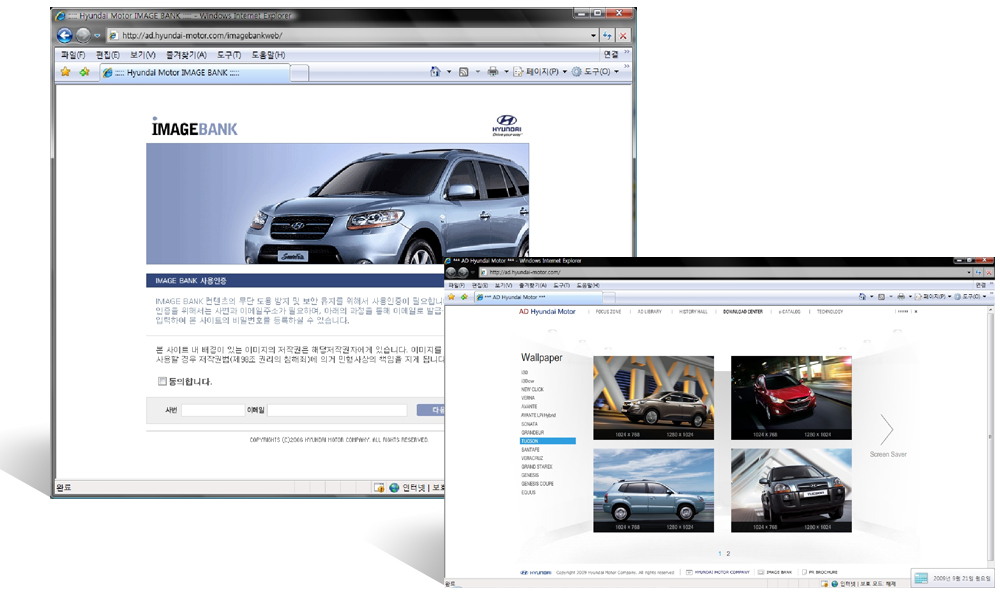 ::::: Hyundai Motor IMAGE BANK ::::: - Windows Internet Explorer
http://ad.hyundai-motor.com/imagebankweb/
파일(F) 편집(E) 보기(V) 즐겨찾기(A) 도구(T) 도움말(H) 연결
::::: Hyundai Motor IMAGE BANK :::::
페이지(P) 도구(O)
IMAGEBANK
HYUNDAI
Drive your way
IMAGE BANK 사용인증
IMAGE BANK 컨텐츠의 무단 도용 방지 및 보안 유지를 위해서 사용인증이 필요합니
인증을 위해서는 사번과 이메일주소가 필요하며, 아래의 과정을 통해 이메일로 발급
입력하여 본 사이트의 비밀번호를 등록하실 수 있습니다.
본 사이트 내 배경이 있는 이미지의 저작권은 해당저작권자에게 있습니다. 이미지를
사용할 경우 저작권법(제98조 권리의 침해죄)에 의거 민형사상의 책임을 지게 됩니다
동의합니다.
사번 이메일 다음
COPYRIGHTS (C)2006 HYUNDAI MOTOR COMPANY. ALL RIGHTS RESERVED.
완료 인터넷 | 보호
*** AD Hyundai Motor *** - Windows Internet Explorer
http://ad.hyundai-motor.com/
파일(F) 편집(E) 보기(V) 즐겨찾기(A) 도구(T) 도움말(H) 연결
*** AD Hyundai Motor ***
페이지(P) 도구(O)
AD Hyundai Motor | FOCUS ZONE | AD LIBRARY | HISTORY HALL | DOWNLOAD CENTER | e-CATALOG | TECHNOLOGY
Wallpaper
i30
i30cw
NEW CLICK
VERNA
AVANTE
AVANTE LPi Hybrid
SONATA
GRANDEUR
TUCSON
SANTAFE
VERACRUZ
GRAND STAREX
GENESIS
GENESIS COUPE
EQUUS
1024 × 768 1280 × 1024
1024 × 768 1280 × 1024
1024 × 768 1280 × 1024
1024 × 768 1280 × 1024
Screen Saver
1 2
HYUNDAI Copyright 2009 Hyundai Motor Company. All rights reserved. | HYUNDAI MOTOR COMPANY IMAGE BANK PR BROCHURE
완료 인터넷 | 보호 모드: 해제
2009년 9월 21일 월요일